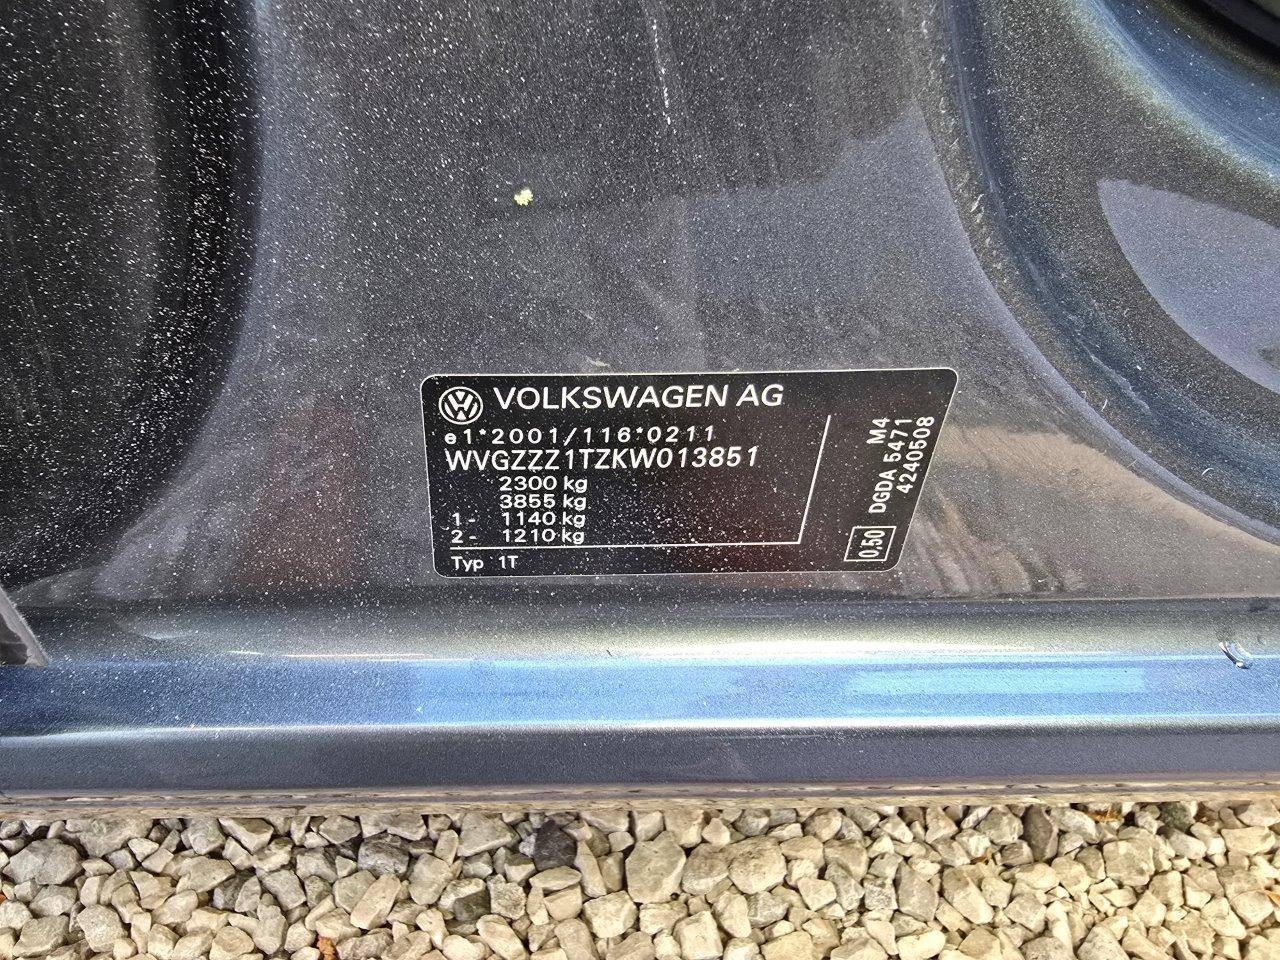 VOLKSWAGEN AG
e1*2001/116*0211
WVGZZZ1TZKW013851
2300 kg
3855 kg
1- 1140 kg
2- 1210 kg
Typ 1T
M4
DGDA 5471
4240508
0.50